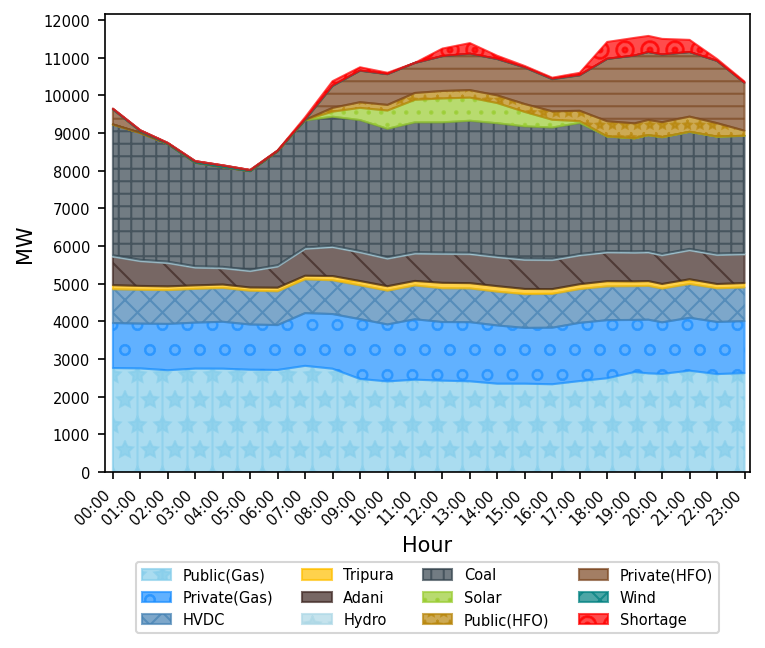 12000
11000
10000
9000
8000
7000
6000
5000
4000
3000
2000
1000
0
MW
00:00
01:00
02:00
03:00
04:00
05:00
06:00
07:00
08:00
09:00
10:00
11:00
12:00
13:00
14:00
15:00
16:00
17:00
18:00
19:00
20:00
21:00
22:00
23:00
Hour
Public(Gas)
Private(Gas)
HVDC
Tripura
Adani
Hydro
Coal
Solar
Public(HFO)
Private(HFO)
Wind
Shortage